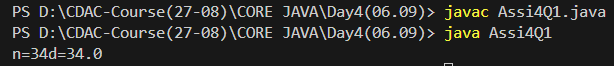 PS D:\CDAC-Course(27-08)\CORE JAVA\Day4(06.09)> javac Assi4Q1.java
PS D:\CDAC-Course(27-08)\CORE JAVA\Day4(06.09)> java Assi4Q1
n=34d=34.0